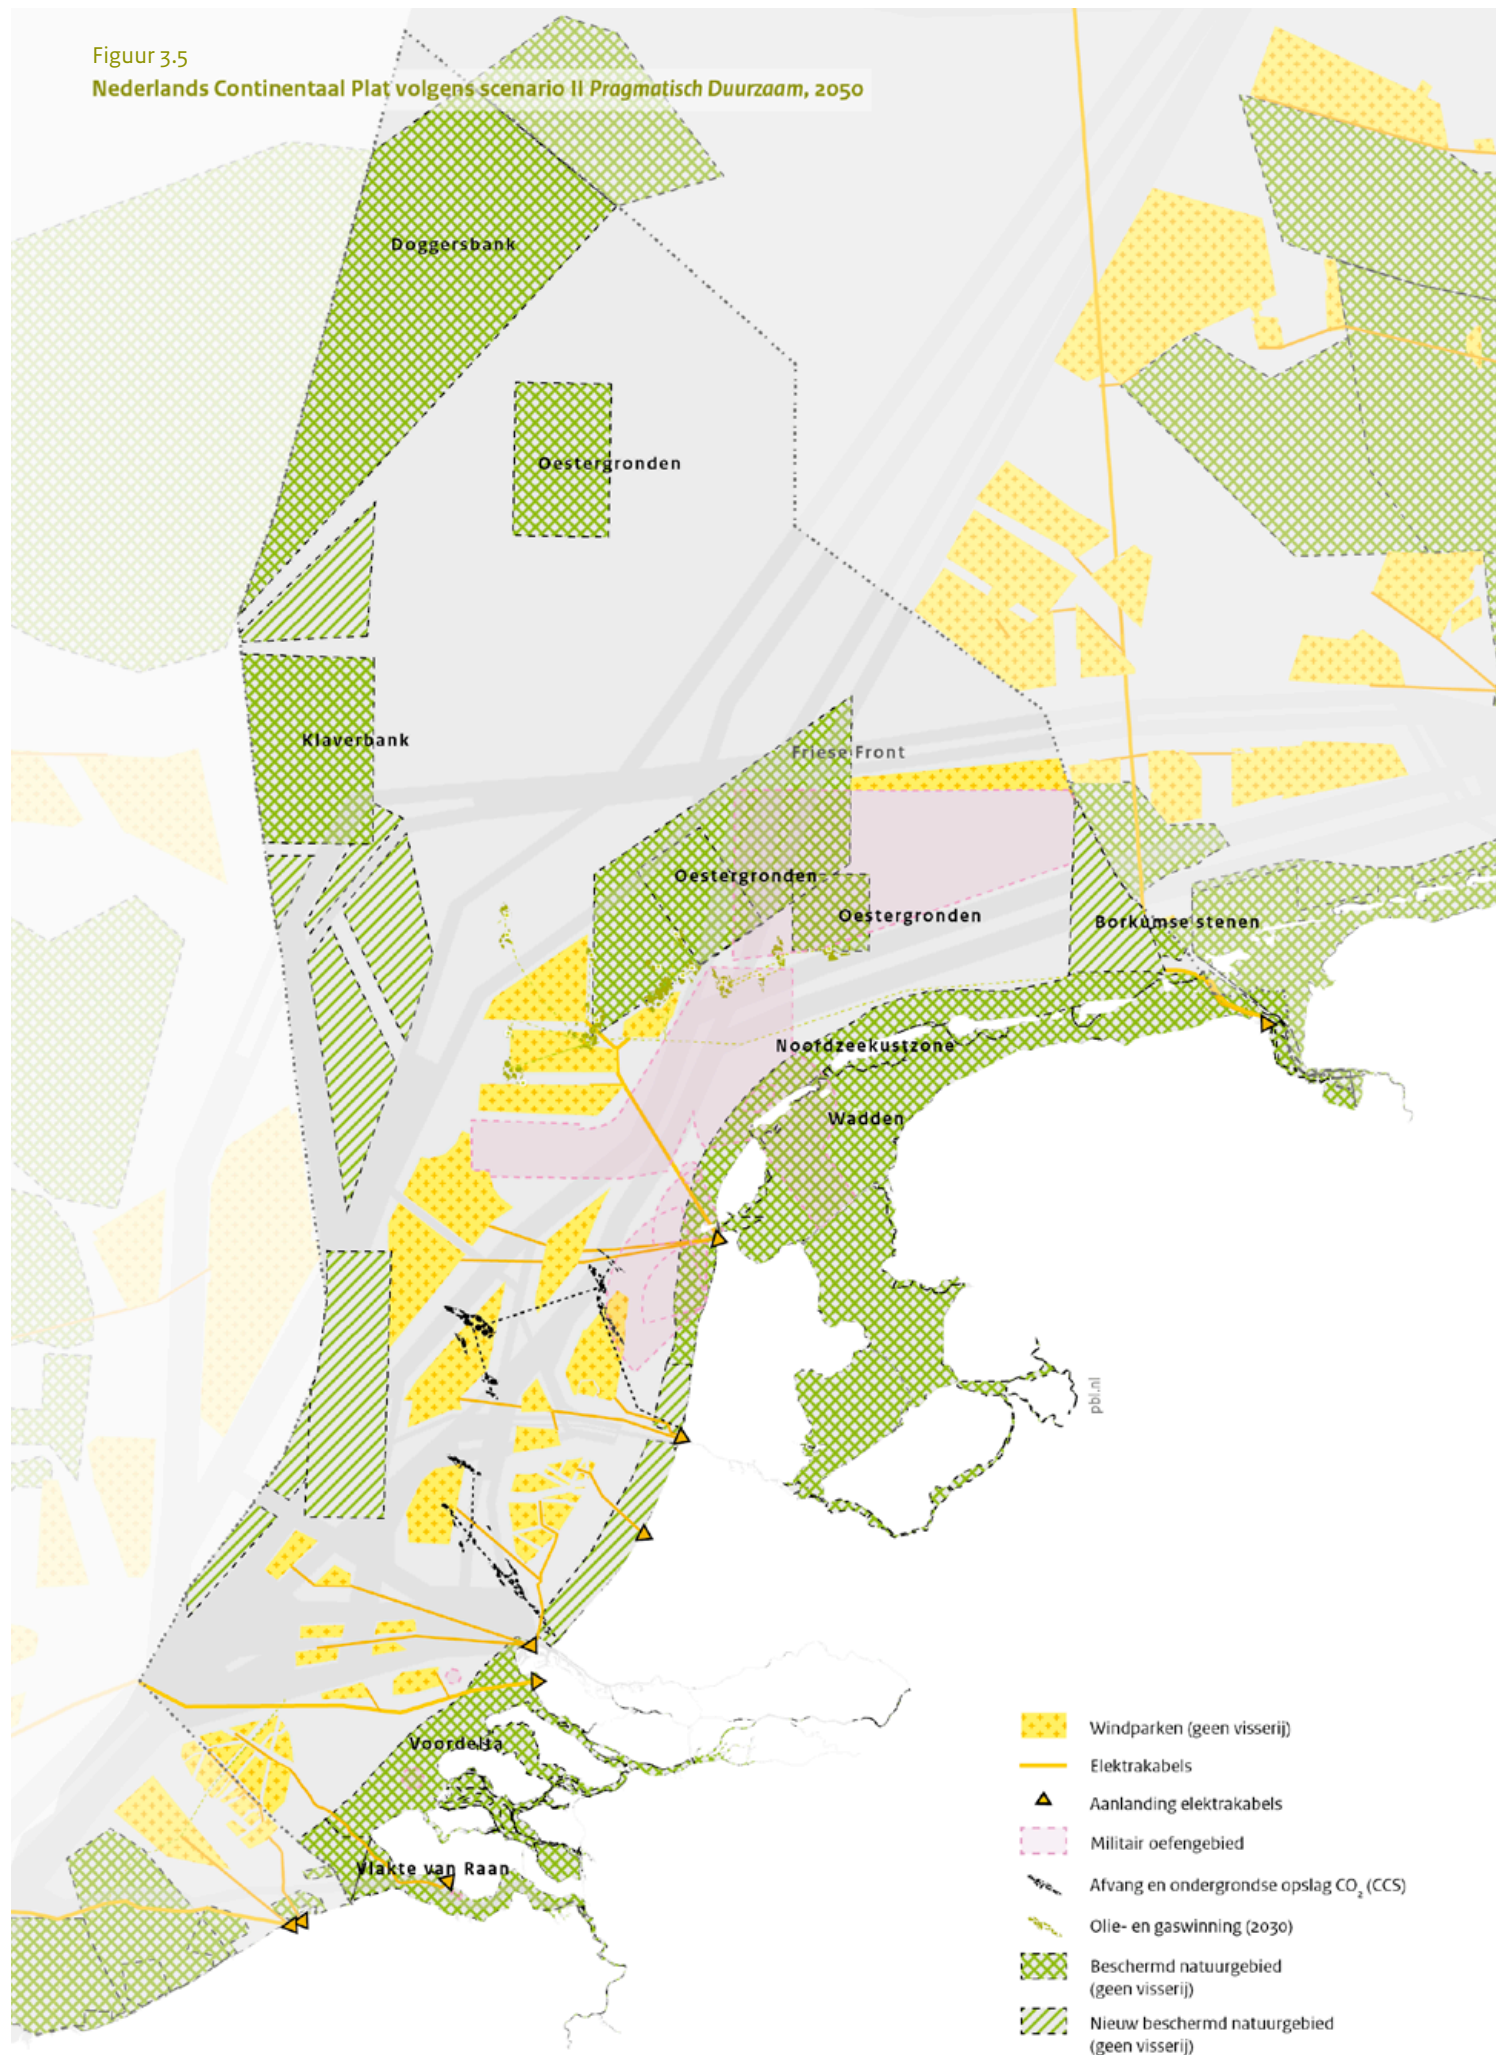 Figuur 3.5
Nederlands Continentaal Plat volgens scenario II Pragmatisch Duurzaam, 2050
Doggersbank
Oestergronden
Klaverbank
Friese Front
Oestergronden
Oestergronden
Borkumse stenen
Noordzeekustzone
Wadden
pbl.nl
Voordelta
Vlakte van Raan
Windparken (geen visserij)
Elektrakabels
Aanlanding elektrakabels
Militair oefengebied
Afvang en ondergrondse opslag CO₂ (CCS)
Olie- en gaswinning (2030)
Beschermd natuurgebied
(geen visserij)
Nieuw beschermd natuurgebied
(geen visserij)